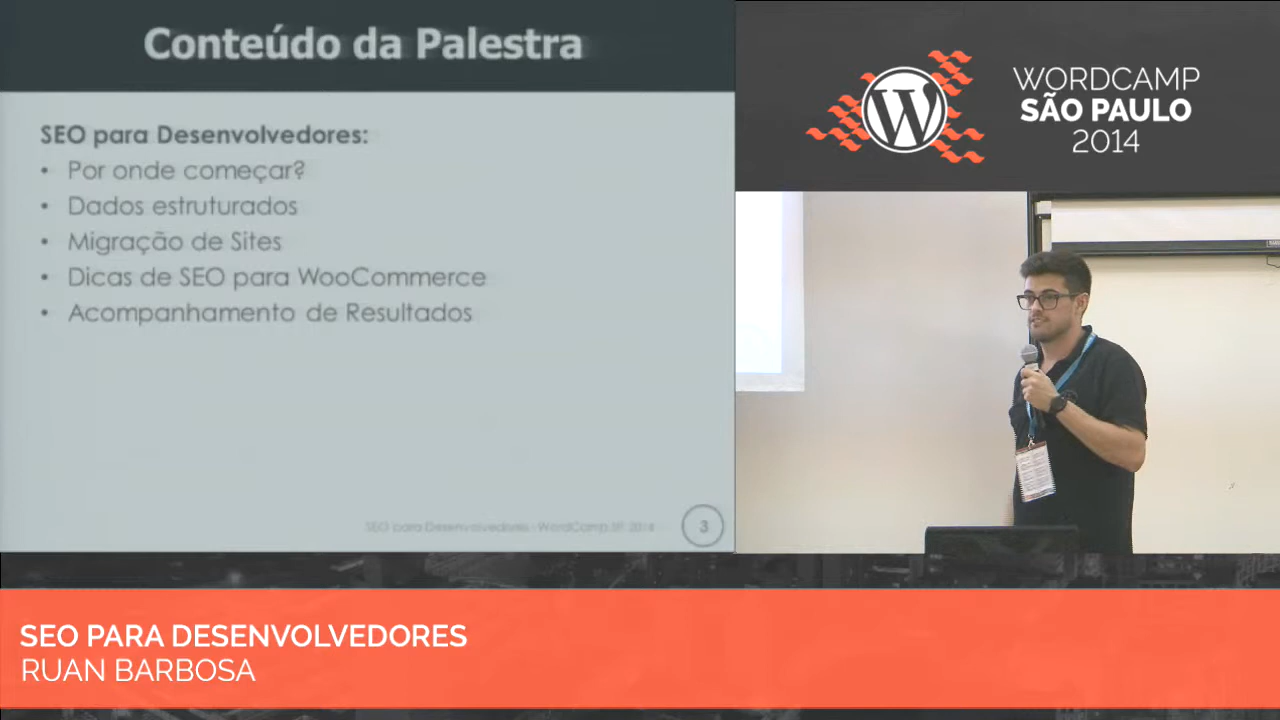 Conteúdo da Palestra
SEO para Desenvolvedores:
• Por onde começar?
• Dados estruturados
• Migração de Sites
• Dicas de SEO para WooCommerce
• Acompanhamento de Resultados
SEO para Desenvolvedores - WordCamp SP 2014
3
WORDCAMP
SÃO PAULO
2014
SEO PARA DESENVOLVEDORES
RUAN BARBOSA